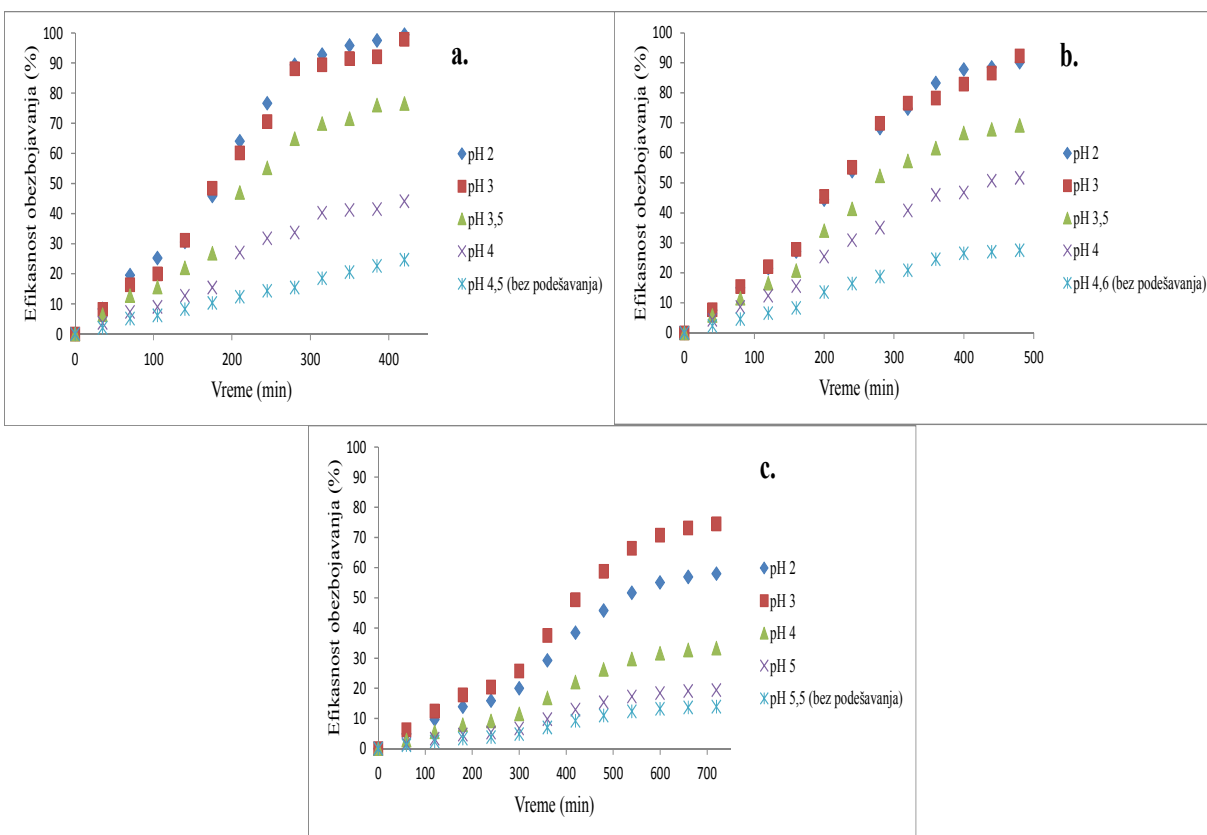 a.
Efikasnost obezbojavanja (%)
100
90
80
70
60
50
40
30
20
10
0
0 100 200 300 400
Vreme (min)
pH 2
pH 3
pH 3,5
pH 4
pH 4,5 (bez podešavanja)
b.
Efikasnost obezbojavanja (%)
100
90
80
70
60
50
40
30
20
10
0
0 100 200 300 400 500
Vreme (min)
pH 2
pH 3
pH 3,5
pH 4
pH 4,6 (bez podešavanja)
c.
Efikasnost obezbojavanja (%)
100
90
80
70
60
50
40
30
20
10
0
0 100 200 300 400 500 600 700
Vreme (min)
pH 2
pH 3
pH 4
pH 5
pH 5,5 (bez podešavanja)